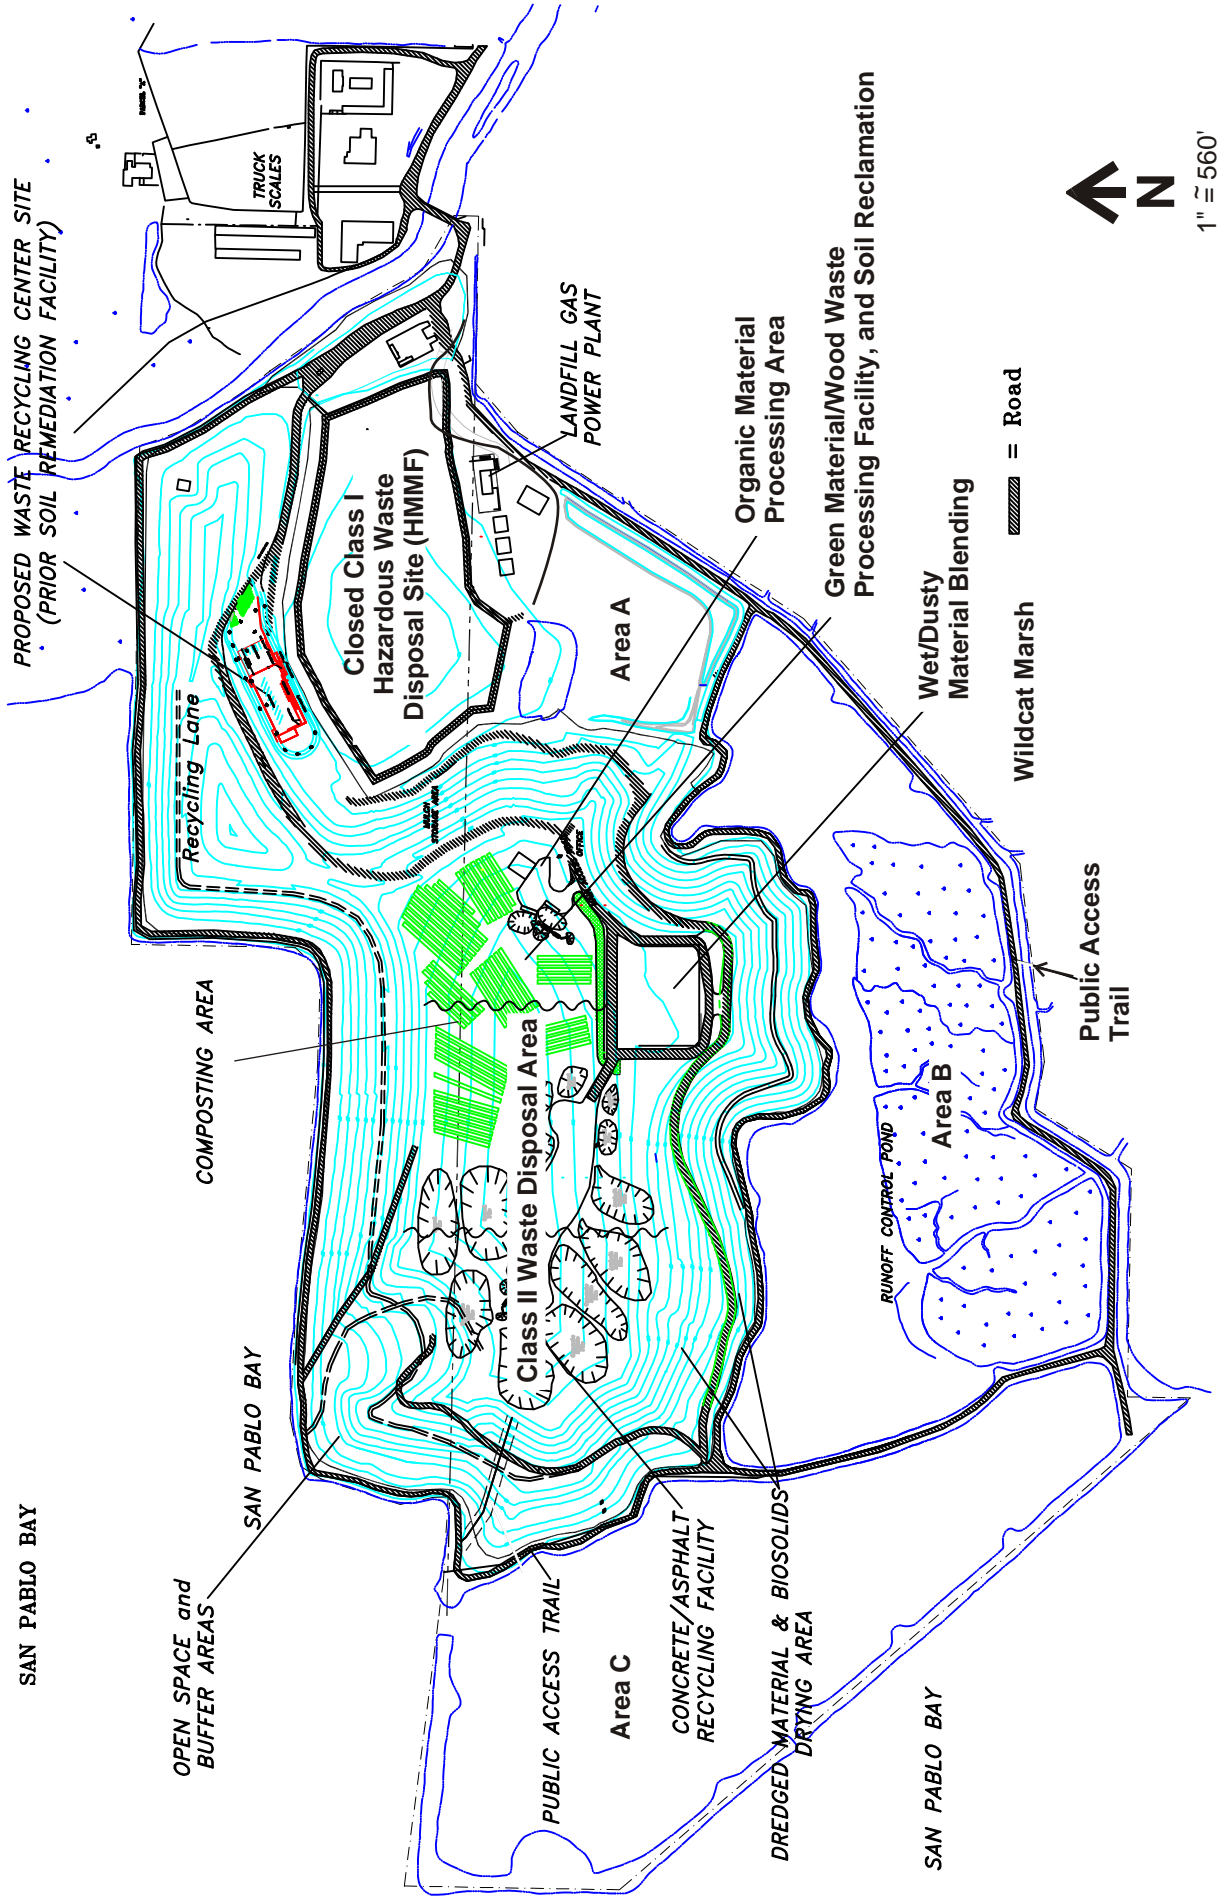 SAN PABLO BAY
OPEN SPACE and
BUFFER AREAS
SAN PABLO BAY
COMPOSTING AREA
PROPOSED WASTE RECYCLING CENTER SITE
(PRIOR SOIL REMEDIATION FACILITY)
Recycling Lane
TRUCK
SCALES
Closed Class I
Hazardous Waste
Disposal Site (HMMF)
MULCH
STORAGE AREA
OFFICE
LANDFILL GAS
POWER PLANT
Class II Waste Disposal Area
Area A
PUBLIC ACCESS TRAIL
Area C
CONCRETE/ASPHALT
RECYCLING FACILITY
DREDGED MATERIAL & BIOSOLIDS
DRYING AREA
Organic Material
Processing Area
Green Material/Wood Waste
Processing Facility, and Soil Reclamation
Wet/Dusty
Material Blending
RUNOFF CONTROL POND
Area B
Wildcat Marsh
= Road
Public Access
Trail
SAN PABLO BAY
N
1" ≅ 560'